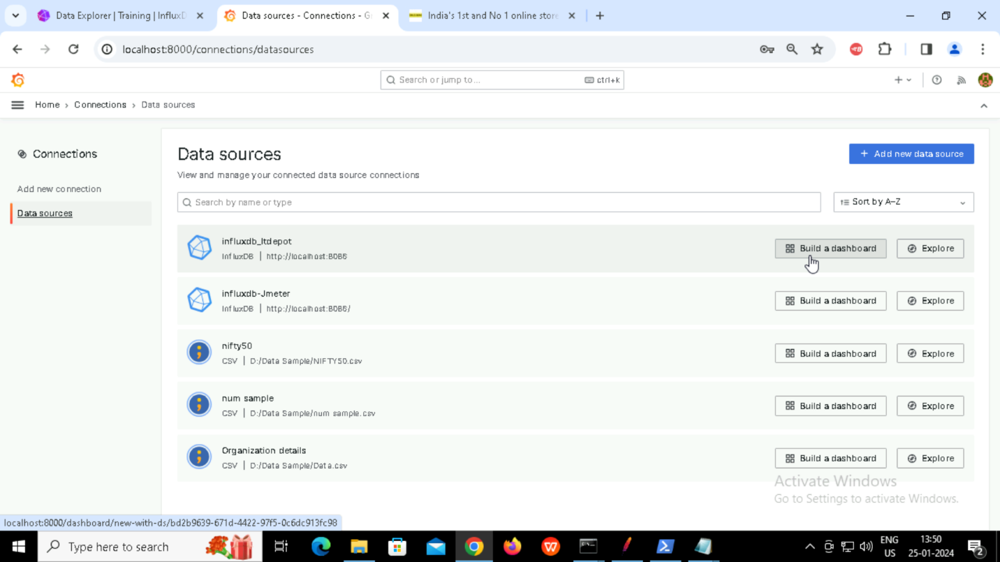 Data Explorer | Training | InfluxD
Data sources - Connections - G
India's 1st and No 1 online store
localhost:8000/connections/datasources
Search or jump to...
ctrl+k
Home › Connections › Data sources
Connections
Add new connection
Data sources
Data sources
View and manage your connected data source connections
+ Add new data source
Search by name or type
Sort by A–Z
influxdb_ltdepot
InfluxDB | http://localhost:8086
Build a dashboard
Explore
influxdb-Jmeter
InfluxDB | http://localhost:8086/
Build a dashboard
Explore
nifty50
CSV | D:/Data Sample/NIFTY50.csv
Build a dashboard
Explore
num sample
CSV | D:/Data Sample/num sample.csv
Build a dashboard
Explore
Organization details
CSV | D:/Data Sample/Data.csv
Build a dashboard
Explore
Activate Windows
Go to Settings to activate Windows.
localhost:8000/dashboard/new-with-ds/bd2b9639-671d-4422-97f5-0c6dc913fc98
Type here to search
ENG
US
13:50
25-01-2024
2